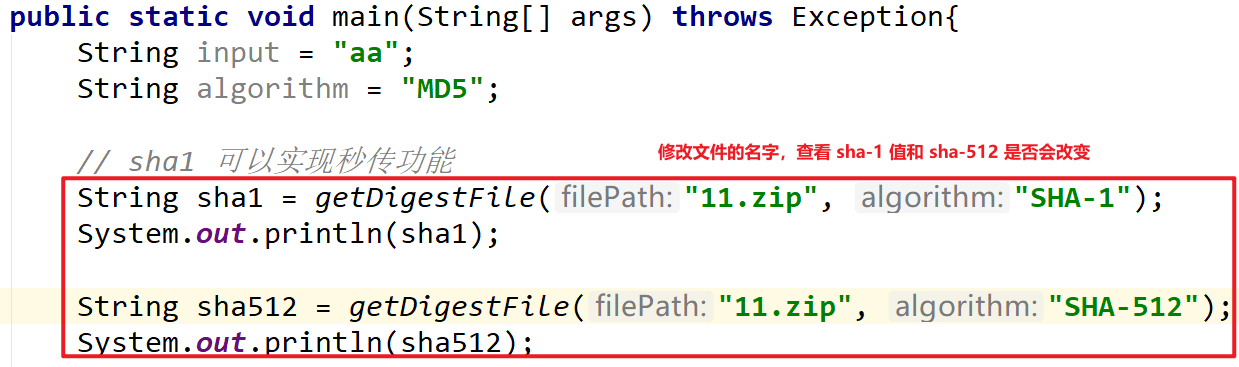 public static void main(String[] args) throws Exception{
String input = "aa";
String algorithm = "MD5";
// sha1 可以实现秒传功能
修改文件的名字，查看 sha-1 值和 sha-512 是否会改变
String sha1 = getDigestFile( filePath: "11.zip", algorithm: "SHA-1");
System.out.println(sha1);
String sha512 = getDigestFile( filePath: "11.zip", algorithm: "SHA-512");
System.out.println(sha512);